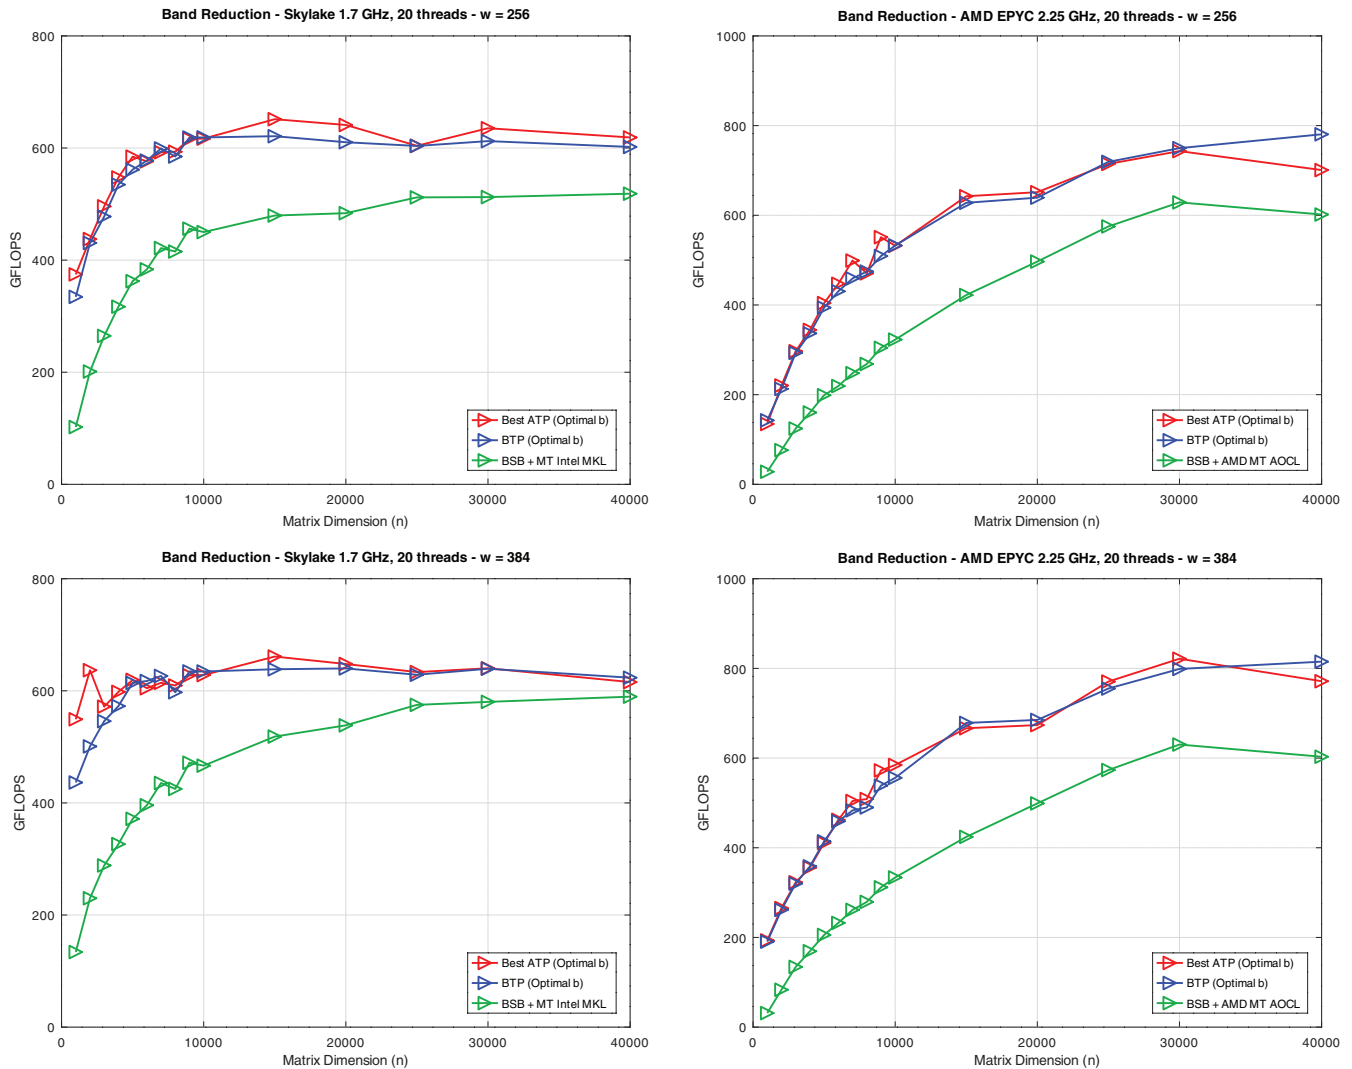 Band Reduction - Skylake 1.7 GHz, 20 threads - w = 256
800
600
400
200
0
GFLOPS
0 10000 20000 30000 40000
Matrix Dimension (n)
Best ATP (Optimal b)
BTP (Optimal b)
BSB + MT Intel MKL
Band Reduction - AMD EPYC 2.25 GHz, 20 threads - w = 256
1000
800
600
400
200
0
GFLOPS
0 10000 20000 30000 40000
Matrix Dimension (n)
Best ATP (Optimal b)
BTP (Optimal b)
BSB + AMD MT AOCL
Band Reduction - Skylake 1.7 GHz, 20 threads - w = 384
800
600
400
200
0
GFLOPS
0 10000 20000 30000 40000
Matrix Dimension (n)
Best ATP (Optimal b)
BTP (Optimal b)
BSB + MT Intel MKL
Band Reduction - AMD EPYC 2.25 GHz, 20 threads - w = 384
1000
800
600
400
200
0
GFLOPS
0 10000 20000 30000 40000
Matrix Dimension (n)
Best ATP (Optimal b)
BTP (Optimal b)
BSB + AMD MT AOCL